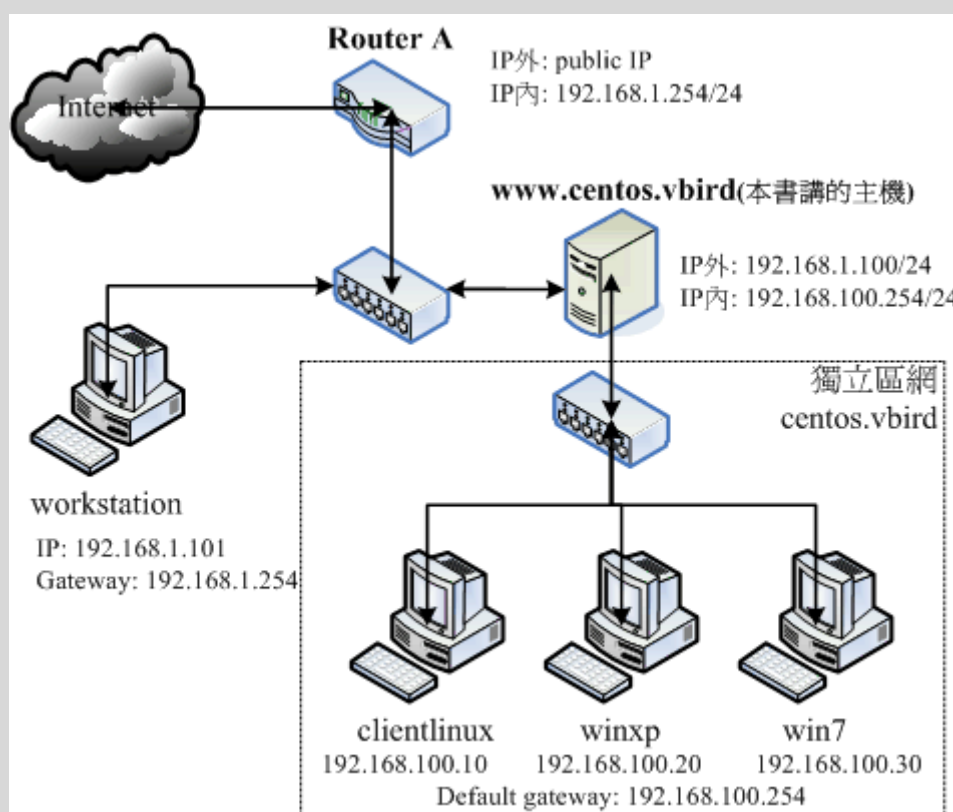 Router A
IP外: public IP
IP內: 192.168.1.254/24
Internet
www.centos.vbird(本書講的主機)
IP外: 192.168.1.100/24
IP內: 192.168.100.254/24
獨立區網
centos.vbird
workstation
IP: 192.168.1.101
Gateway: 192.168.1.254
clientlinux
192.168.100.10
winxp
192.168.100.20
win7
192.168.100.30
Default gateway: 192.168.100.254